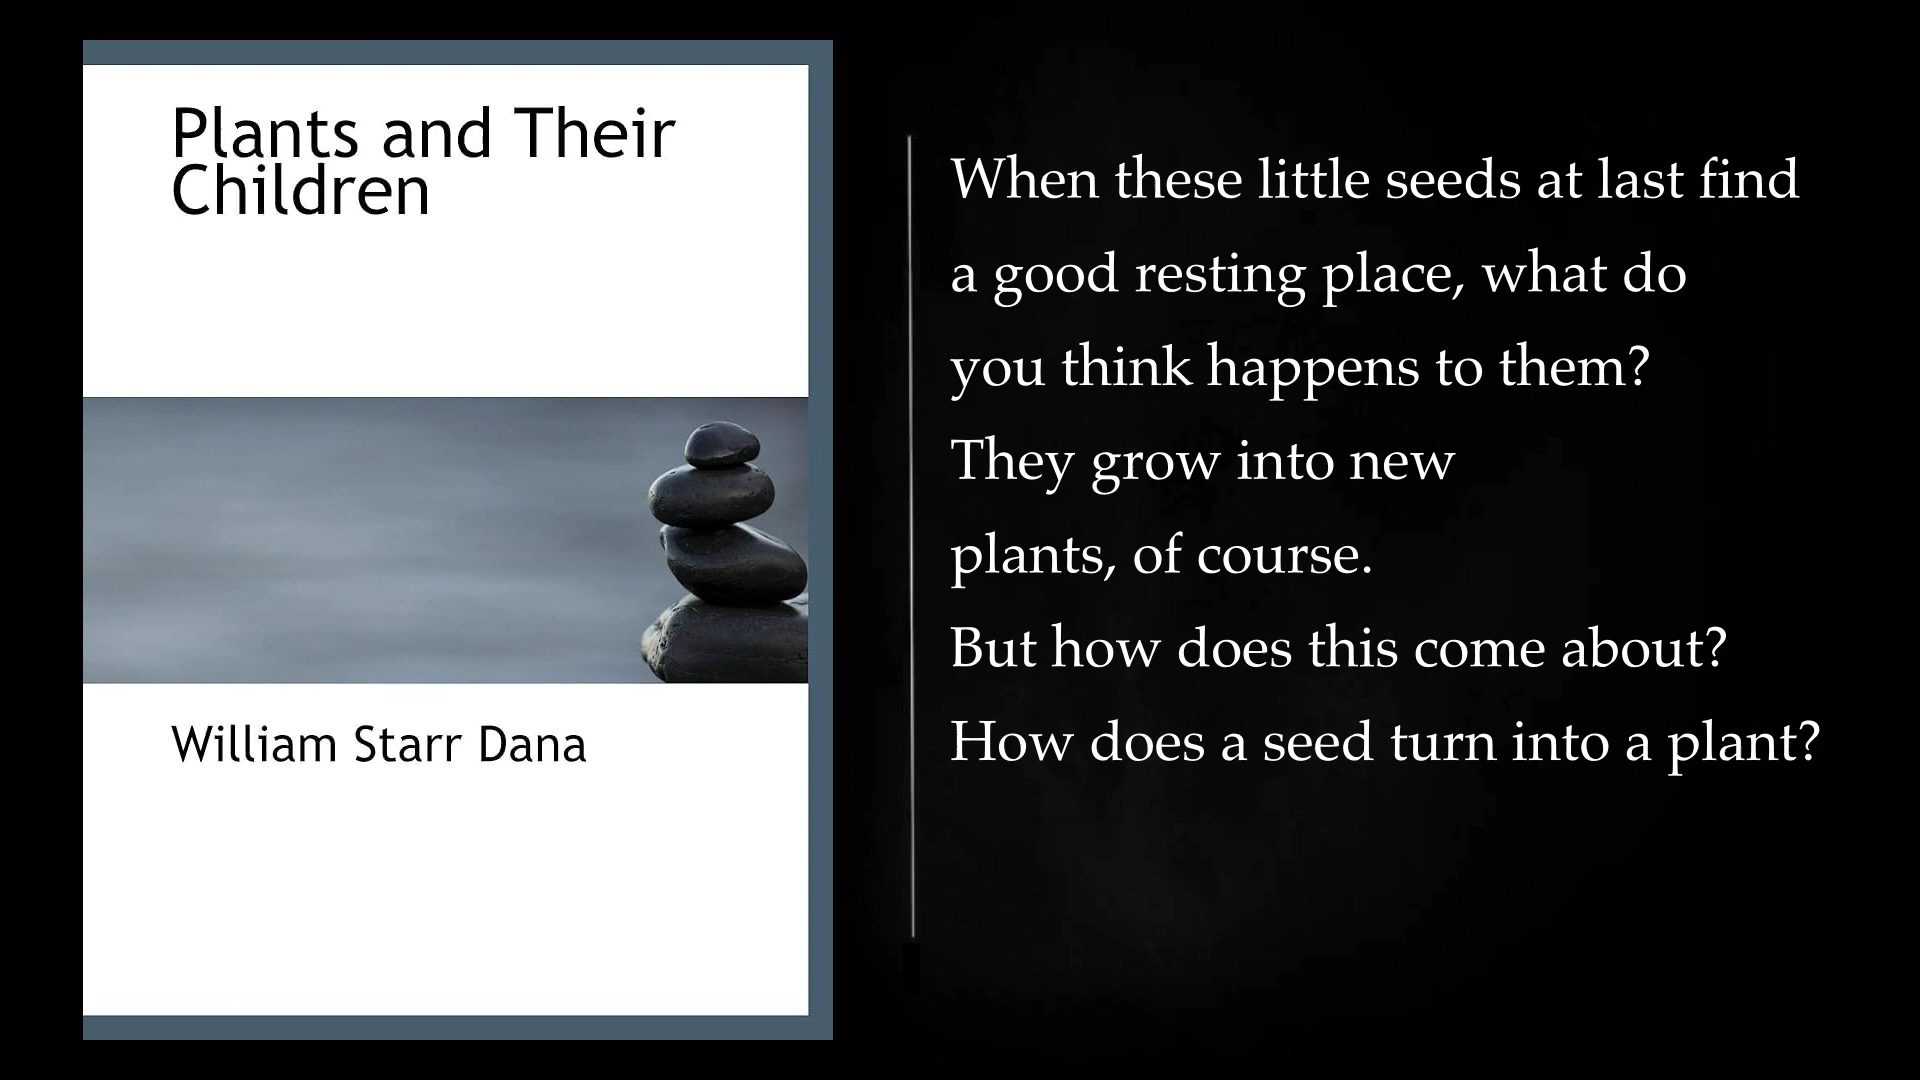 Plants and Their
Children
William Starr Dana
When these little seeds at last find
a good resting place, what do
you think happens to them?
They grow into new
plants, of course.
But how does this come about?
How does a seed turn into a plant?